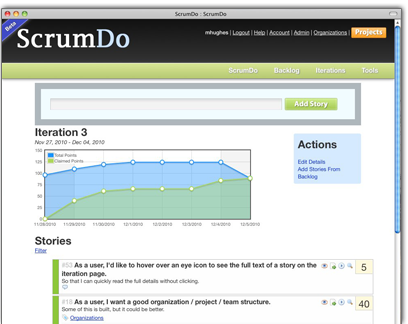 ScrumDo : ScrumDo
Beta
ScrumDo
mhughes | Logout | Help | Account | Admin | Organizations | Projects
ScrumDo Backlog Iterations Tools
Add Story
Iteration 3
Nov 27, 2010 - Dec 04, 2010
Total Points
Claimed Points
150
125
100
75
50
25
0
11/28/2010 11/29/2010 11/30/2010 12/1/2010 12/2/2010 12/3/2010 12/4/2010 12/5/2010
Actions
Edit Details
Add Stories From
Backlog
Stories
Filter
As a user, I'd like to hover over an eye icon to see the full text of a story on the
iteration page.
So that I can quickly read the full details without clicking.
5
As a user, I want a good organization / project / team structure.
Some of this is built, but it could be better.
Organizations
40